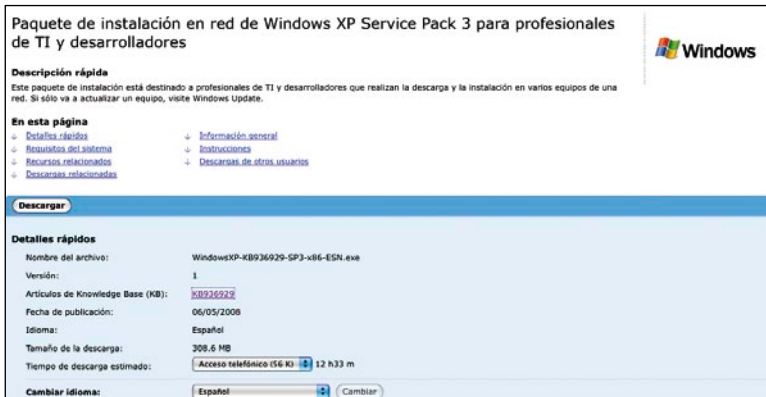 Paquete de instalación en red de Windows XP Service Pack 3 para profesionales
de TI y desarrolladores
Windows
Descripción rápida
Este paquete de instalación está destinado a profesionales de TI y desarrolladores que realizan la descarga y la instalación en varios equipos de una
red. Si sólo va a actualizar un equipo, visite Windows Update.
En esta página
Detalles rápidos
Información general
Requisitos del sistema
Instrucciones
Recursos relacionados
Descargas de otros usuarios
Descargas relacionadas
Descargar
Detalles rápidos
Nombre del archivo: WindowsXP-KB936929-SP3-x86-ESN.exe
Versión: 1
Artículos de Knowledge Base (KB): KB936929
Fecha de publicación: 06/05/2008
Idioma: Español
Tamaño de la descarga: 308.6 MB
Tiempo de descarga estimado: Acceso telefónico (56 K) 12 h33 m
Cambiar idioma: Español Cambiar